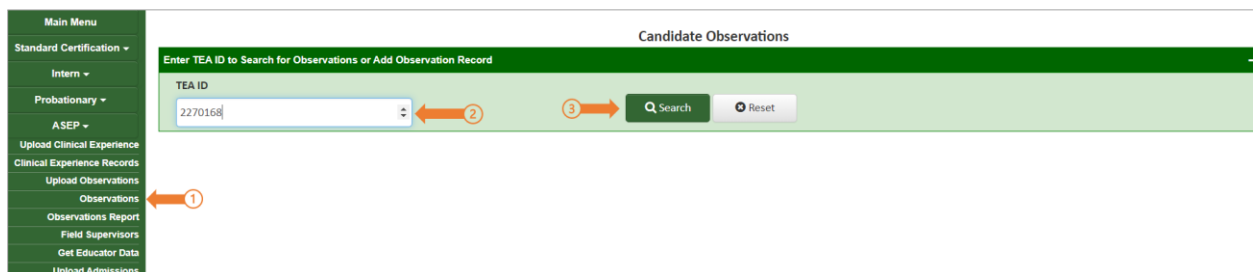 Main Menu
Standard Certification
Intern
Probationary
ASEP
Upload Clinical Experience
Clinical Experience Records
Upload Observations
Observations
Observations Report
Field Supervisors
Get Educator Data
Upload Admissions
Candidate Observations
Enter TEA ID to Search for Observations or Add Observation Record
TEA ID
2270168
Search
Reset
1
2
3